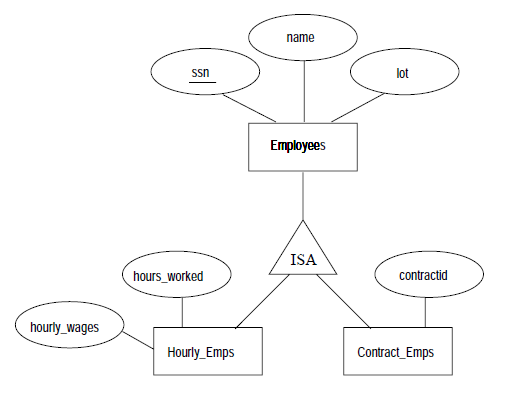 name
ssn
lot
Employees
ISA
hours_worked
contractid
hourly_wages
Hourly_Emps
Contract_Emps